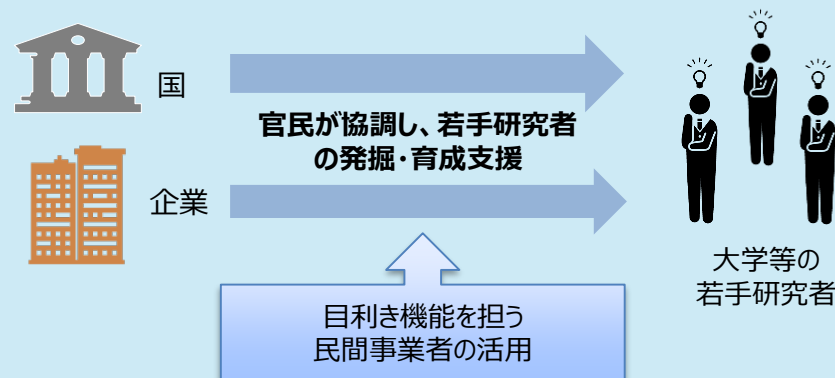 国
官民が協調し、若手研究者
の発掘・育成支援
企業
大学等の
若手研究者
目利き機能を担う
民間事業者の活用